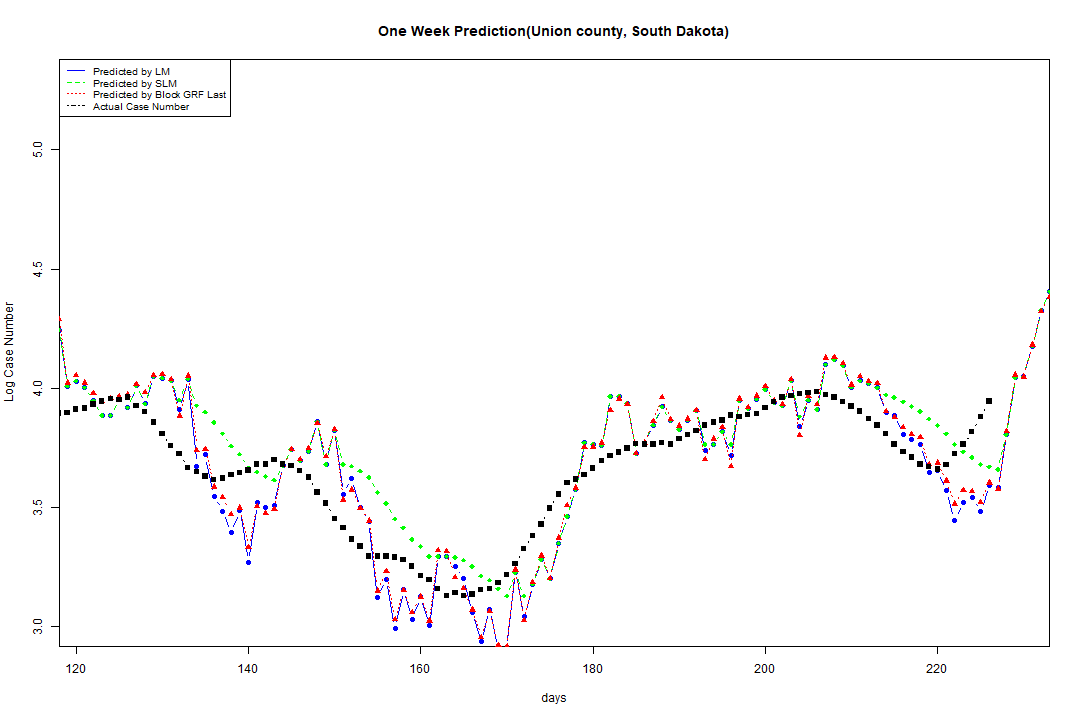 One Week Prediction(Union county, South Dakota)
Predicted by LM
Predicted by SLM
Predicted by Block GRF Last
Actual Case Number
5.0
4.5
4.0
3.5
3.0
Log Case Number
120 140 160 180 200 220
days